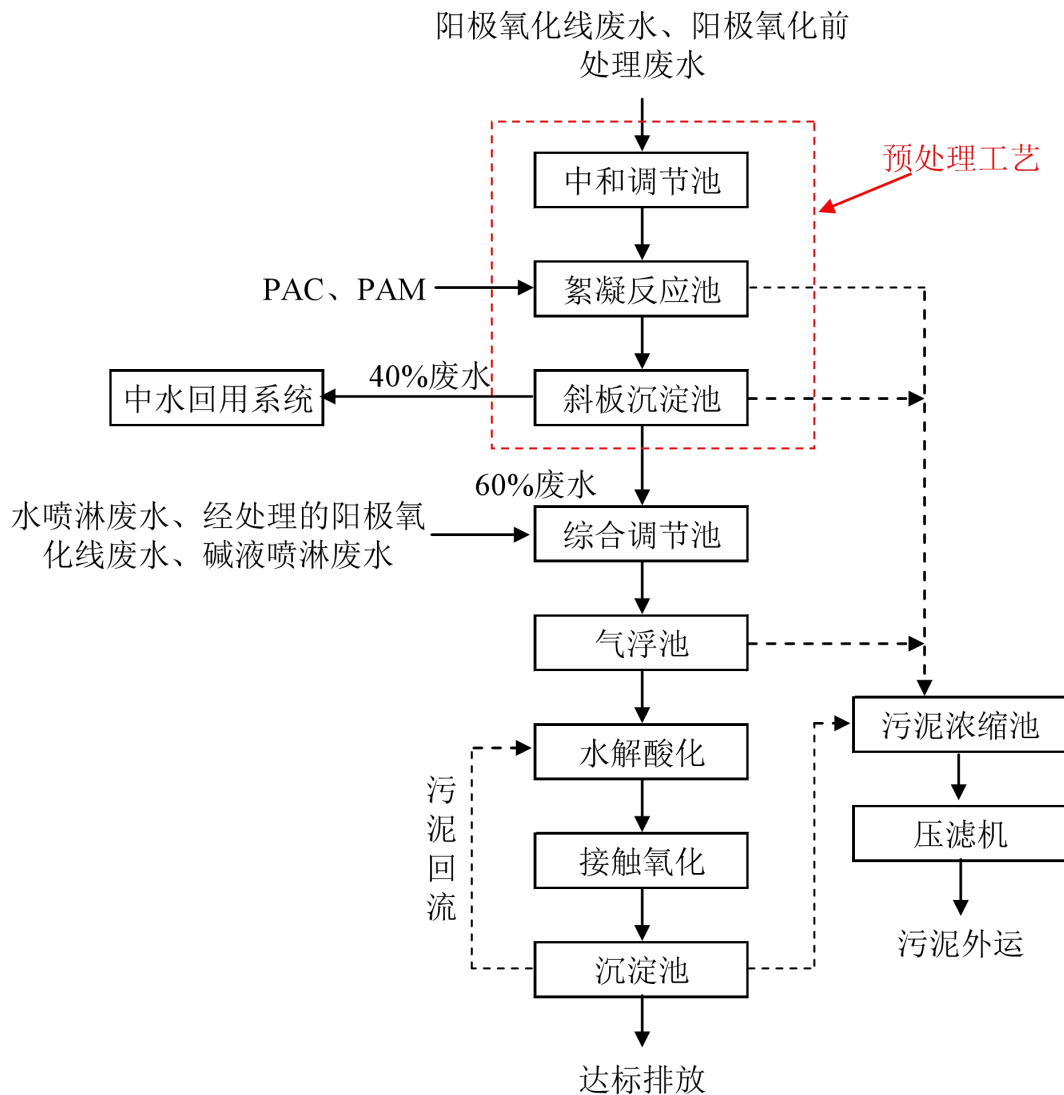 阳极氧化线废水、阳极氧化前
处理废水
预处理工艺
中和调节池
PAC、PAM
絮凝反应池
40%废水
中水回用系统
斜板沉淀池
60%废水
水喷淋废水、经处理的阳极氧
化线废水、碱液喷淋废水
综合调节池
气浮池
污泥浓缩池
水解酸化
污
泥
回
流
压滤机
接触氧化
污泥外运
沉淀池
达标排放